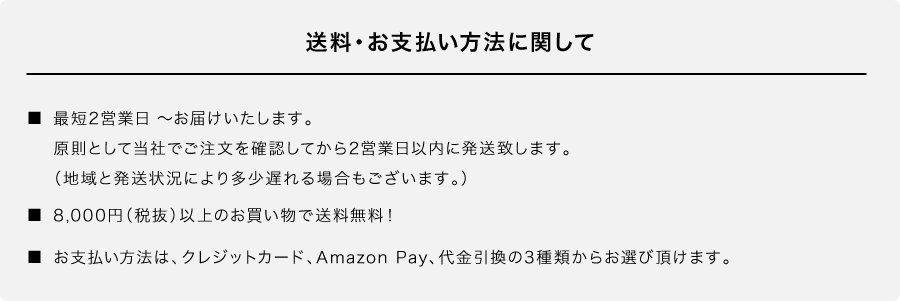 送料・お支払い方法に関して
■ 最短2営業日 〜お届けいたします。
原則として当社でご注文を確認してから2営業日以内に発送致します。
（地域と発送状況により多少遅れる場合もございます。）
■ 8,000円（税抜）以上のお買い物で送料無料！
■ お支払い方法は、クレジットカード、Amazon Pay、代金引換の3種類からお選び頂けます。